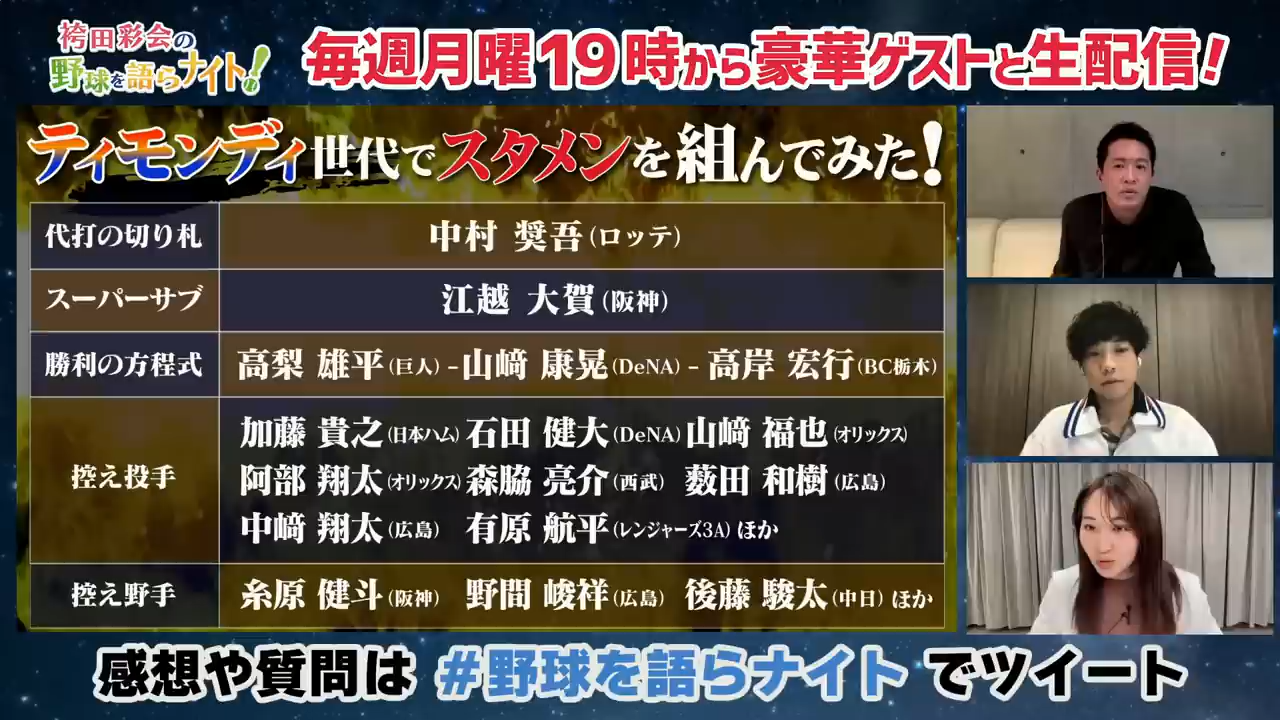 袴田彩会の
野球を語らナイト!!
毎週月曜19時から豪華ゲストと生配信!
ティモンディ世代でスタメンを組んでみた!
代打の切り札 中村 奨吾(ロッテ)
スーパーサブ 江越 大賀(阪神)
勝利の方程式 高梨 雄平(巨人)-山﨑 康晃(DeNA)-高岸 宏行(BC栃木)
控え投手
加藤 貴之(日本ハム) 石田 健大(DeNA) 山﨑 福也(オリックス)
阿部 翔太(オリックス) 森脇 亮介(西武) 薮田 和樹(広島)
中﨑 翔太(広島) 有原 航平(レンジャーズ3A) ほか
控え野手 糸原 健斗(阪神) 野間 峻祥(広島) 後藤 駿太(中日) ほか
感想や質問は #野球を語らナイト でツイート